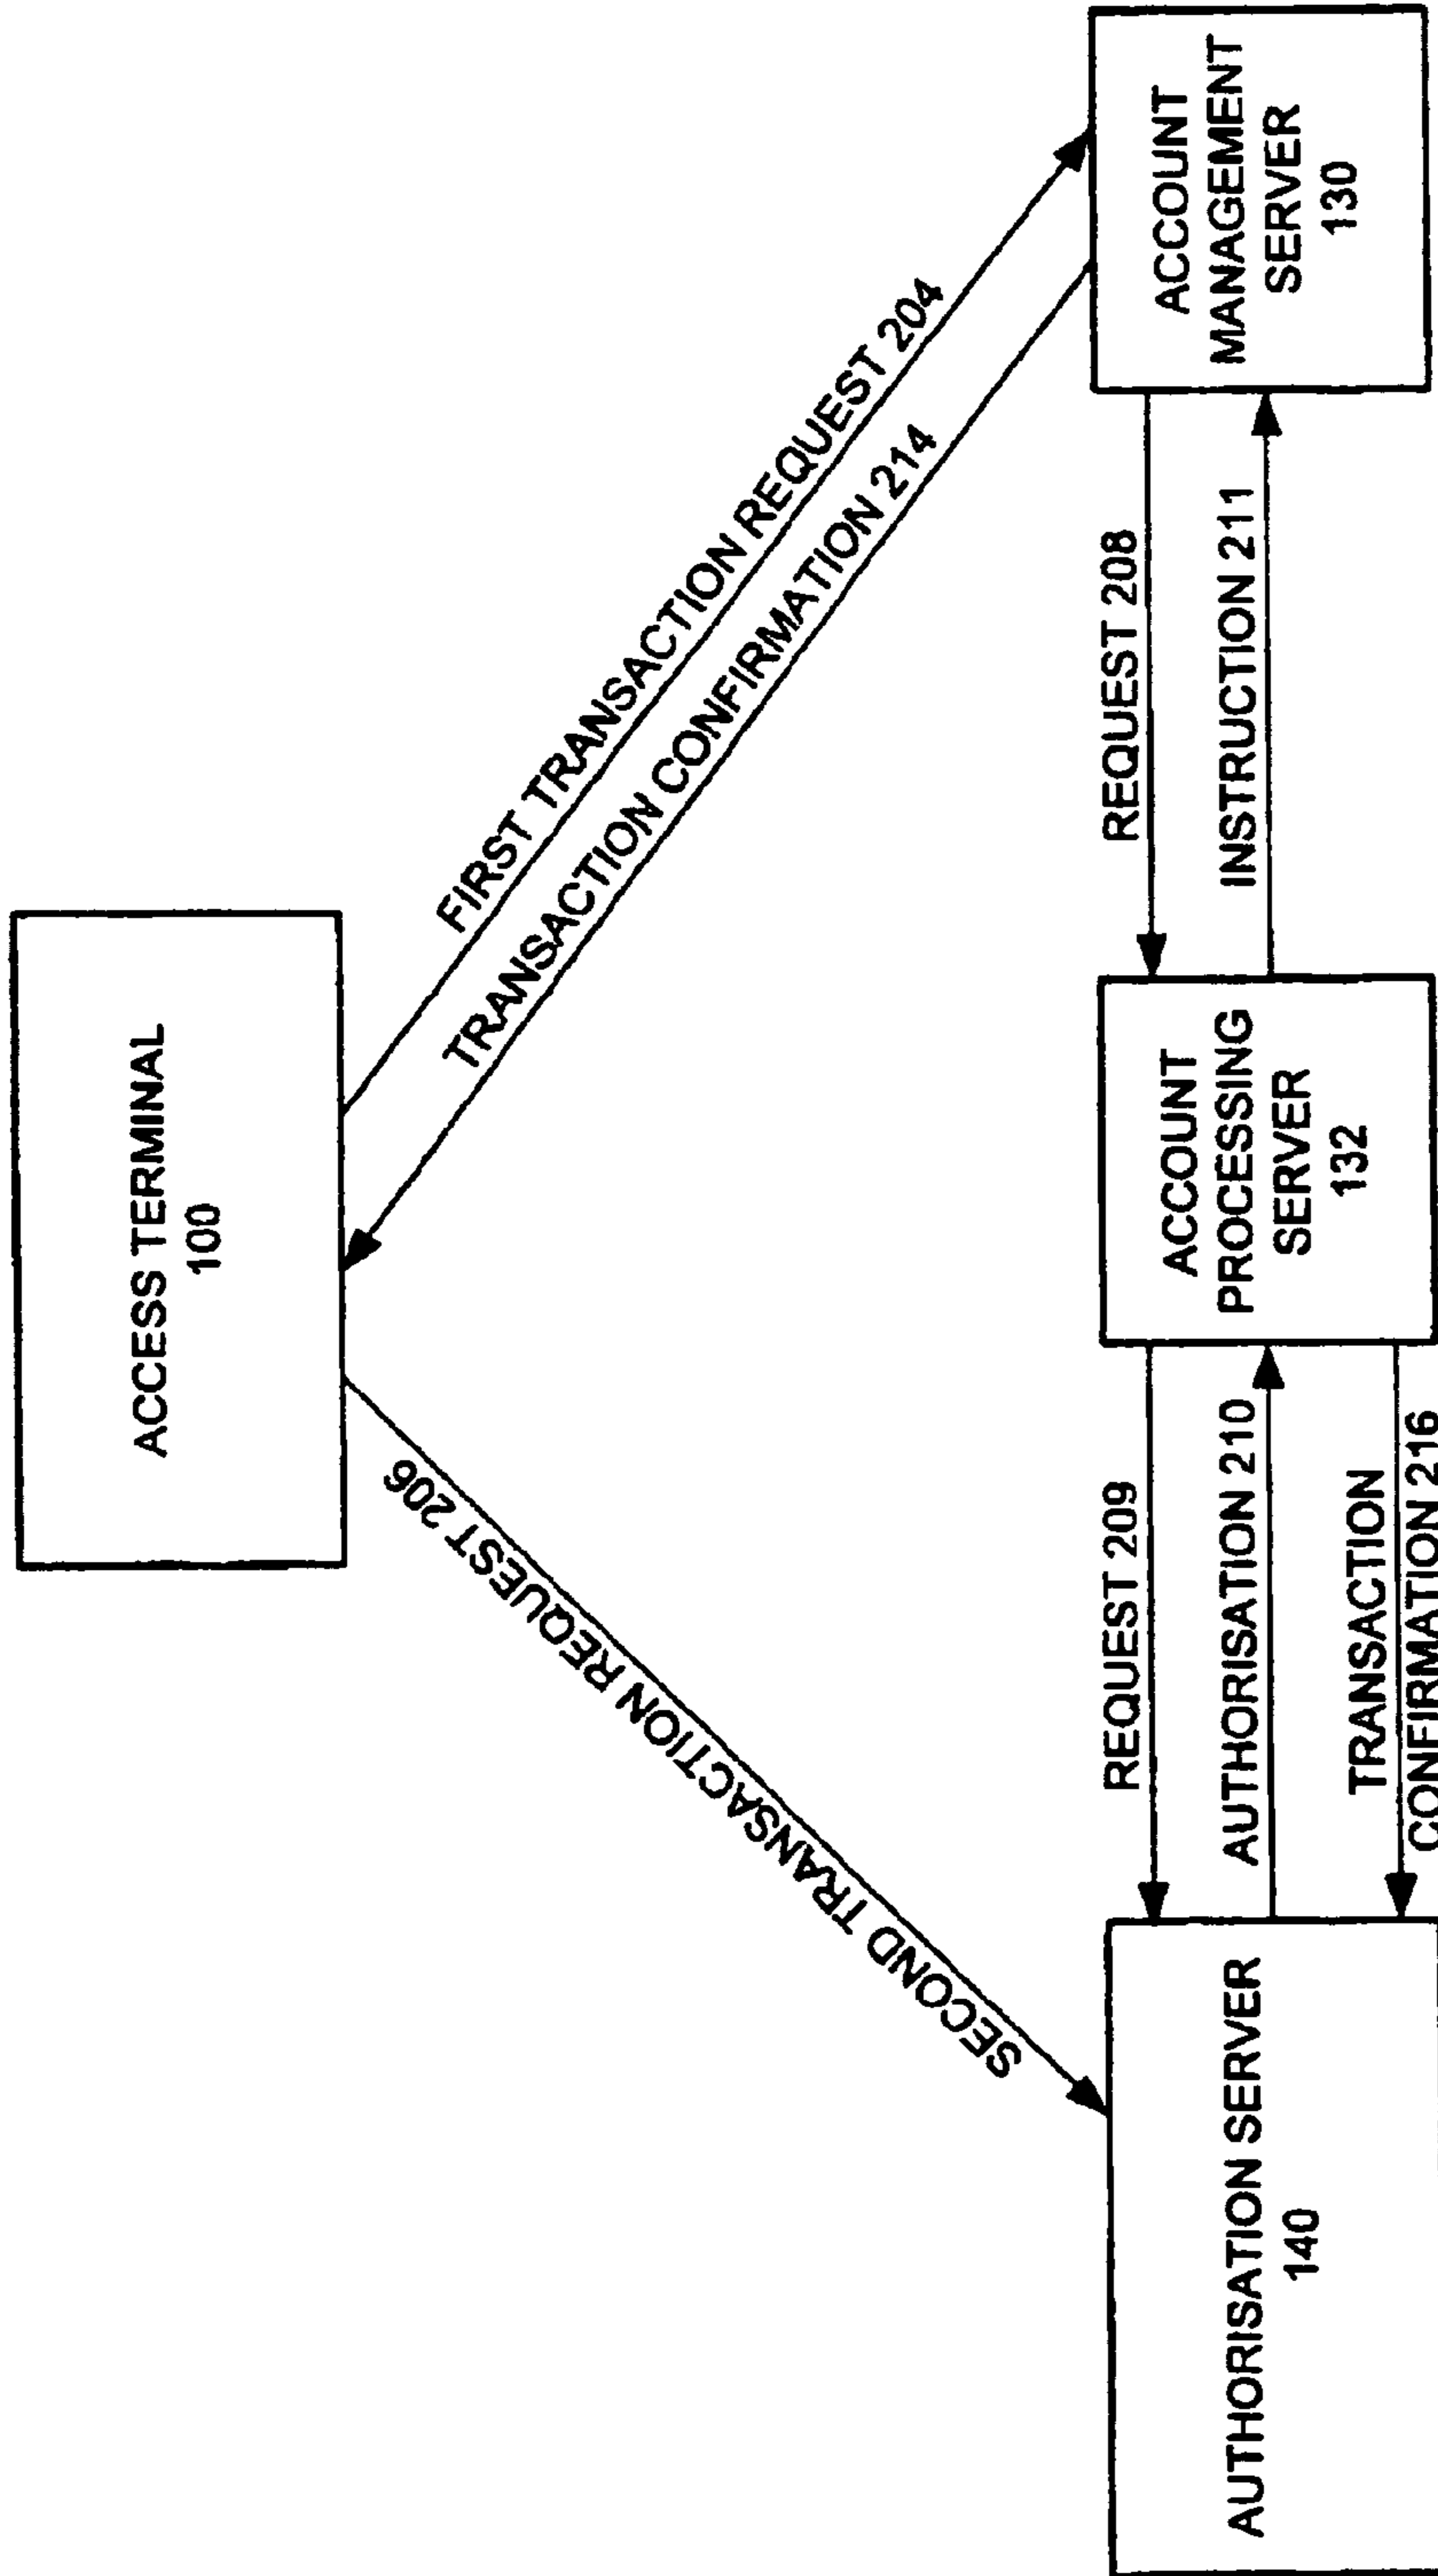 ACCESS TERMINAL
100
FIRST TRANSACTION REQUEST 204
TRANSACTION CONFIRMATION 214
SECOND TRANSACTION REQUEST 206
AUTHORISATION SERVER
140
REQUEST 209
AUTHORISATION 210
TRANSACTION
CONFIRMATION 216
ACCOUNT
PROCESSING
SERVER
132
REQUEST 208
INSTRUCTION 211
ACCOUNT
MANAGEMENT
SERVER
130